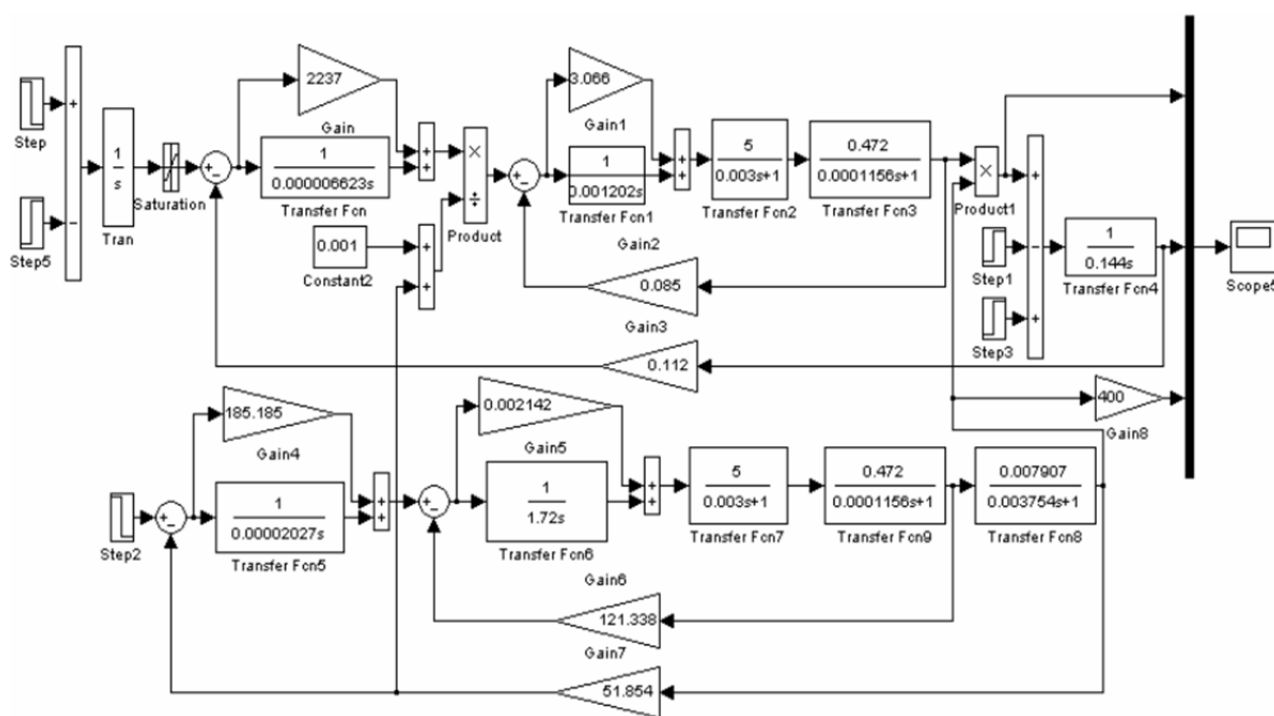 Step
+
−
Step5
1
s
Tran
Saturation
+
−
2237
Gain
1
0.000006623s
Transfer Fcn
+
+
×
÷
Product
0.001
Constant2
+
+
+
−
3.066
Gain1
1
0.001202s
Transfer Fcn1
+
+
5
0.003s+1
Transfer Fcn2
0.472
0.0001156s+1
Transfer Fcn3
×
Product1
Gain2
0.085
Gain3
0.112
Step1
Step3
+
−
+
1
0.144s
Transfer Fcn4
Scope5
400
Gain8
Step2
+
−
185.185
Gain4
1
0.00002027s
Transfer Fcn5
+
+
+
−
0.002142
Gain5
1
1.72s
Transfer Fcn6
+
+
5
0.003s+1
Transfer Fcn7
0.472
0.0001156s+1
Transfer Fcn9
0.007907
0.003754s+1
Transfer Fcn8
Gain6
121.338
Gain7
51.854